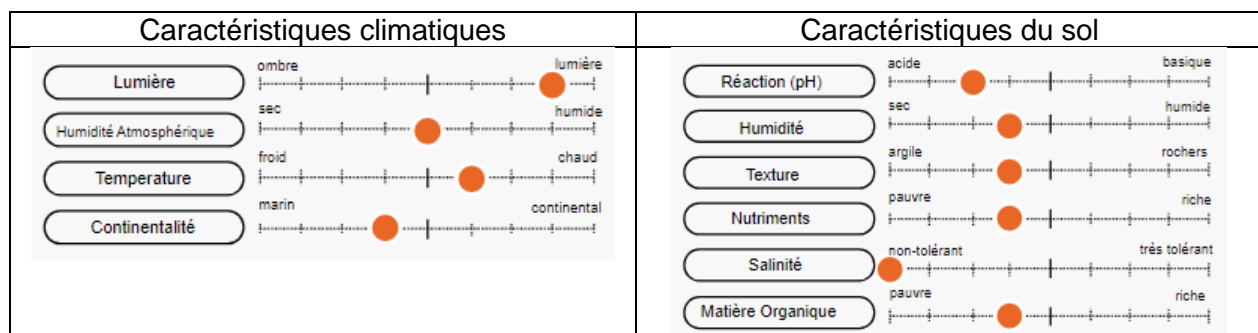 Caractéristiques climatiques
ombre
lumière
Lumière
sec
humide
Humidité Atmosphérique
froid
chaud
Temperature
marin
continental
Continentalité
Caractéristiques du sol
acide
basique
Réaction (pH)
sec
humide
Humidité
argile
rochers
Texture
pauvre
riche
Nutriments
non-tolérant
très tolérant
Salinité
pauvre
riche
Matière Organique